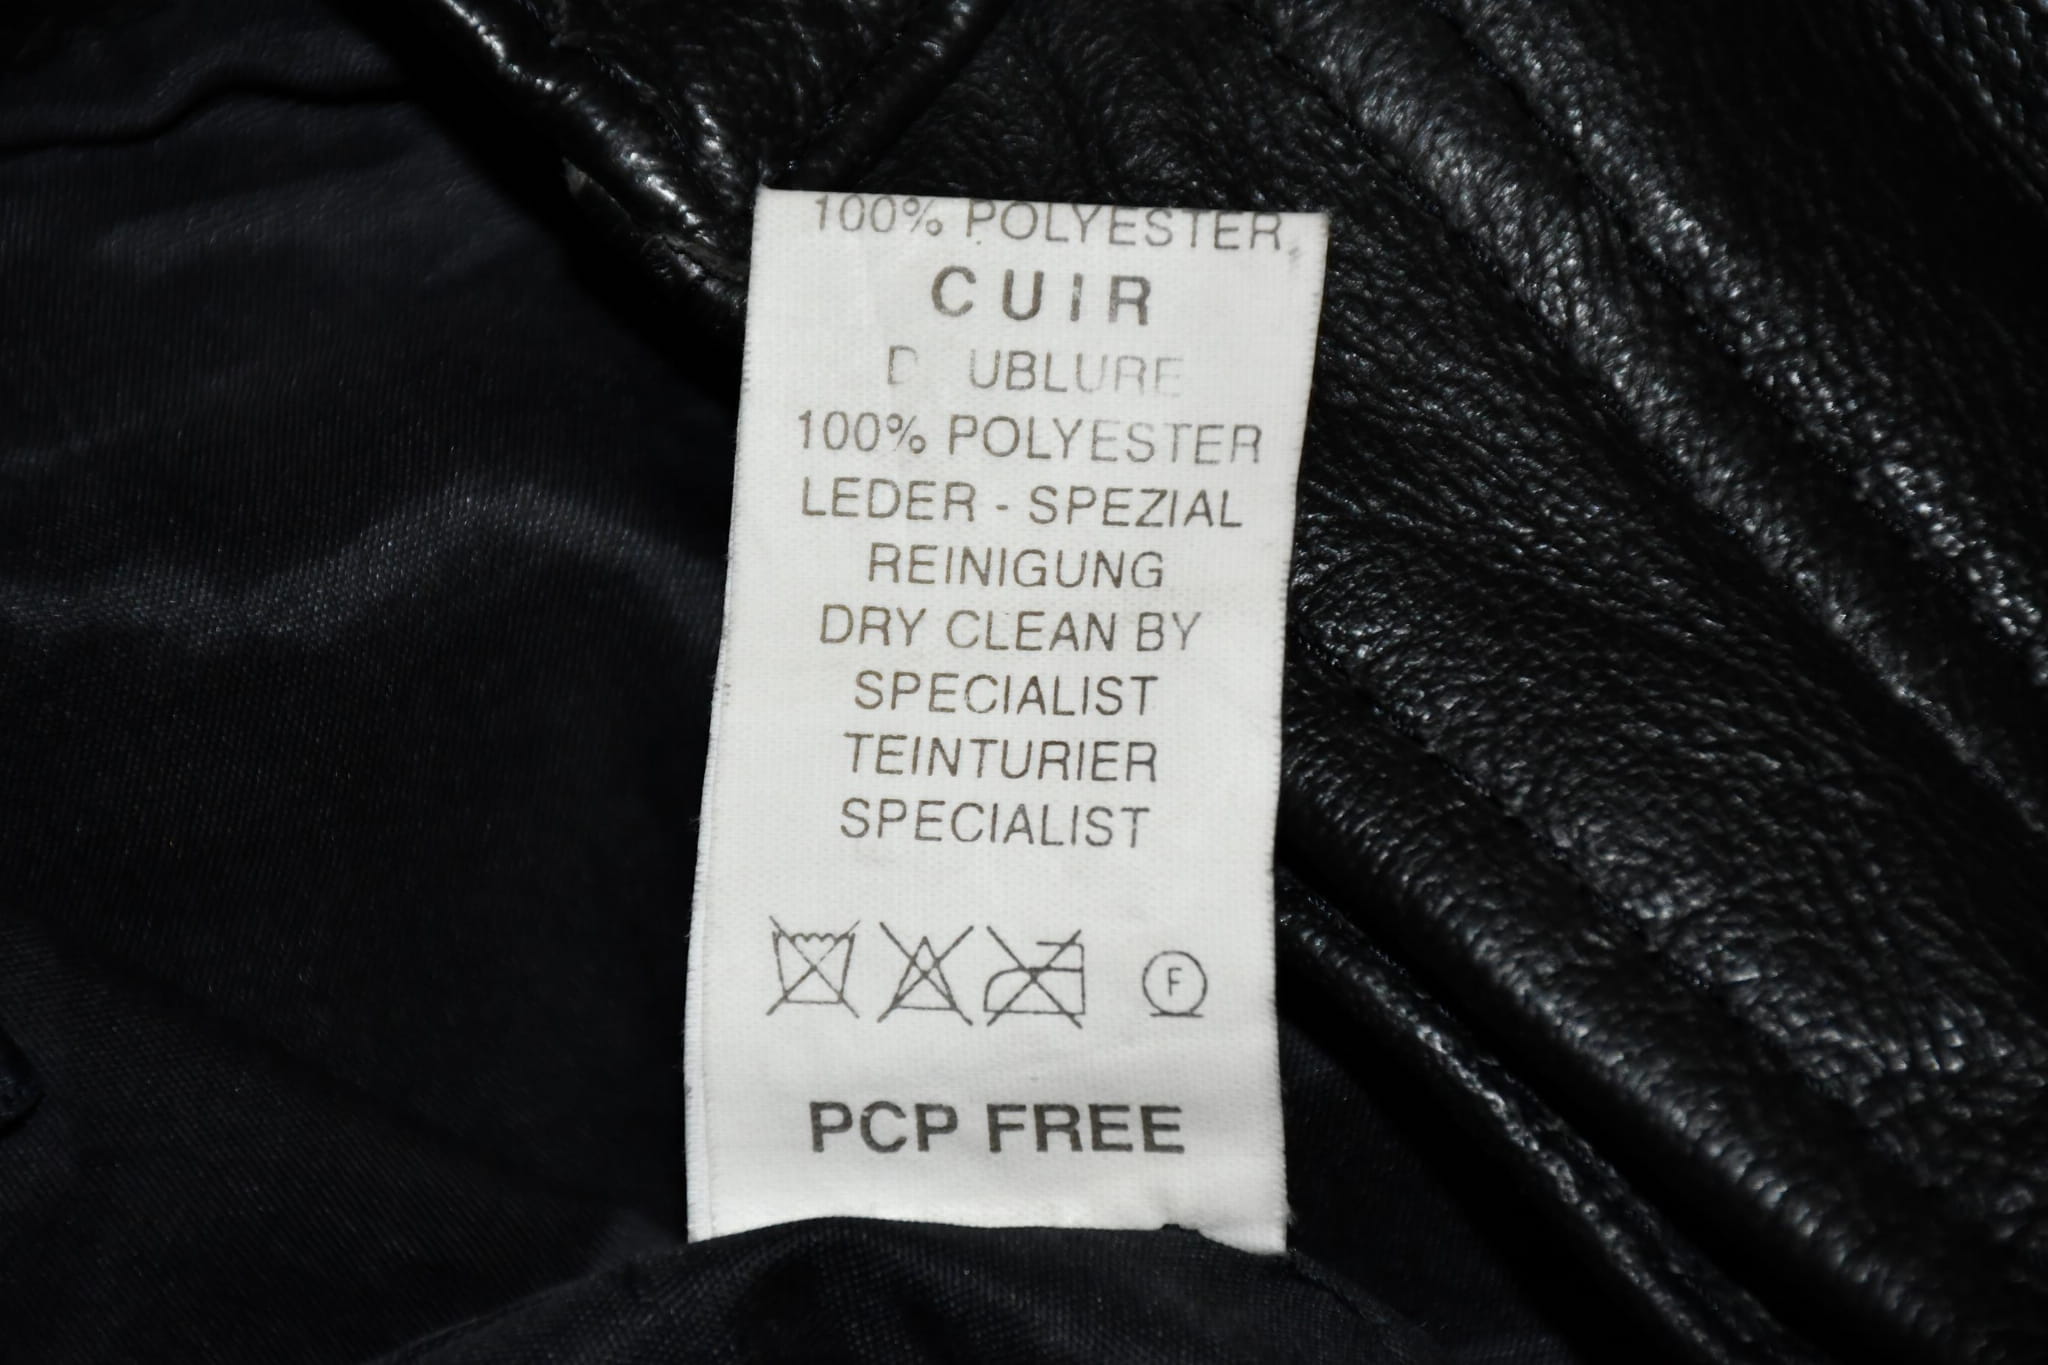 100% POLYESTER
CUIR
D UBLURE
100% POLYESTER
LEDER - SPEZIAL
REINIGUNG
DRY CLEAN BY
SPECIALIST
TEINTURIER
SPECIALIST
F
PCP FREE